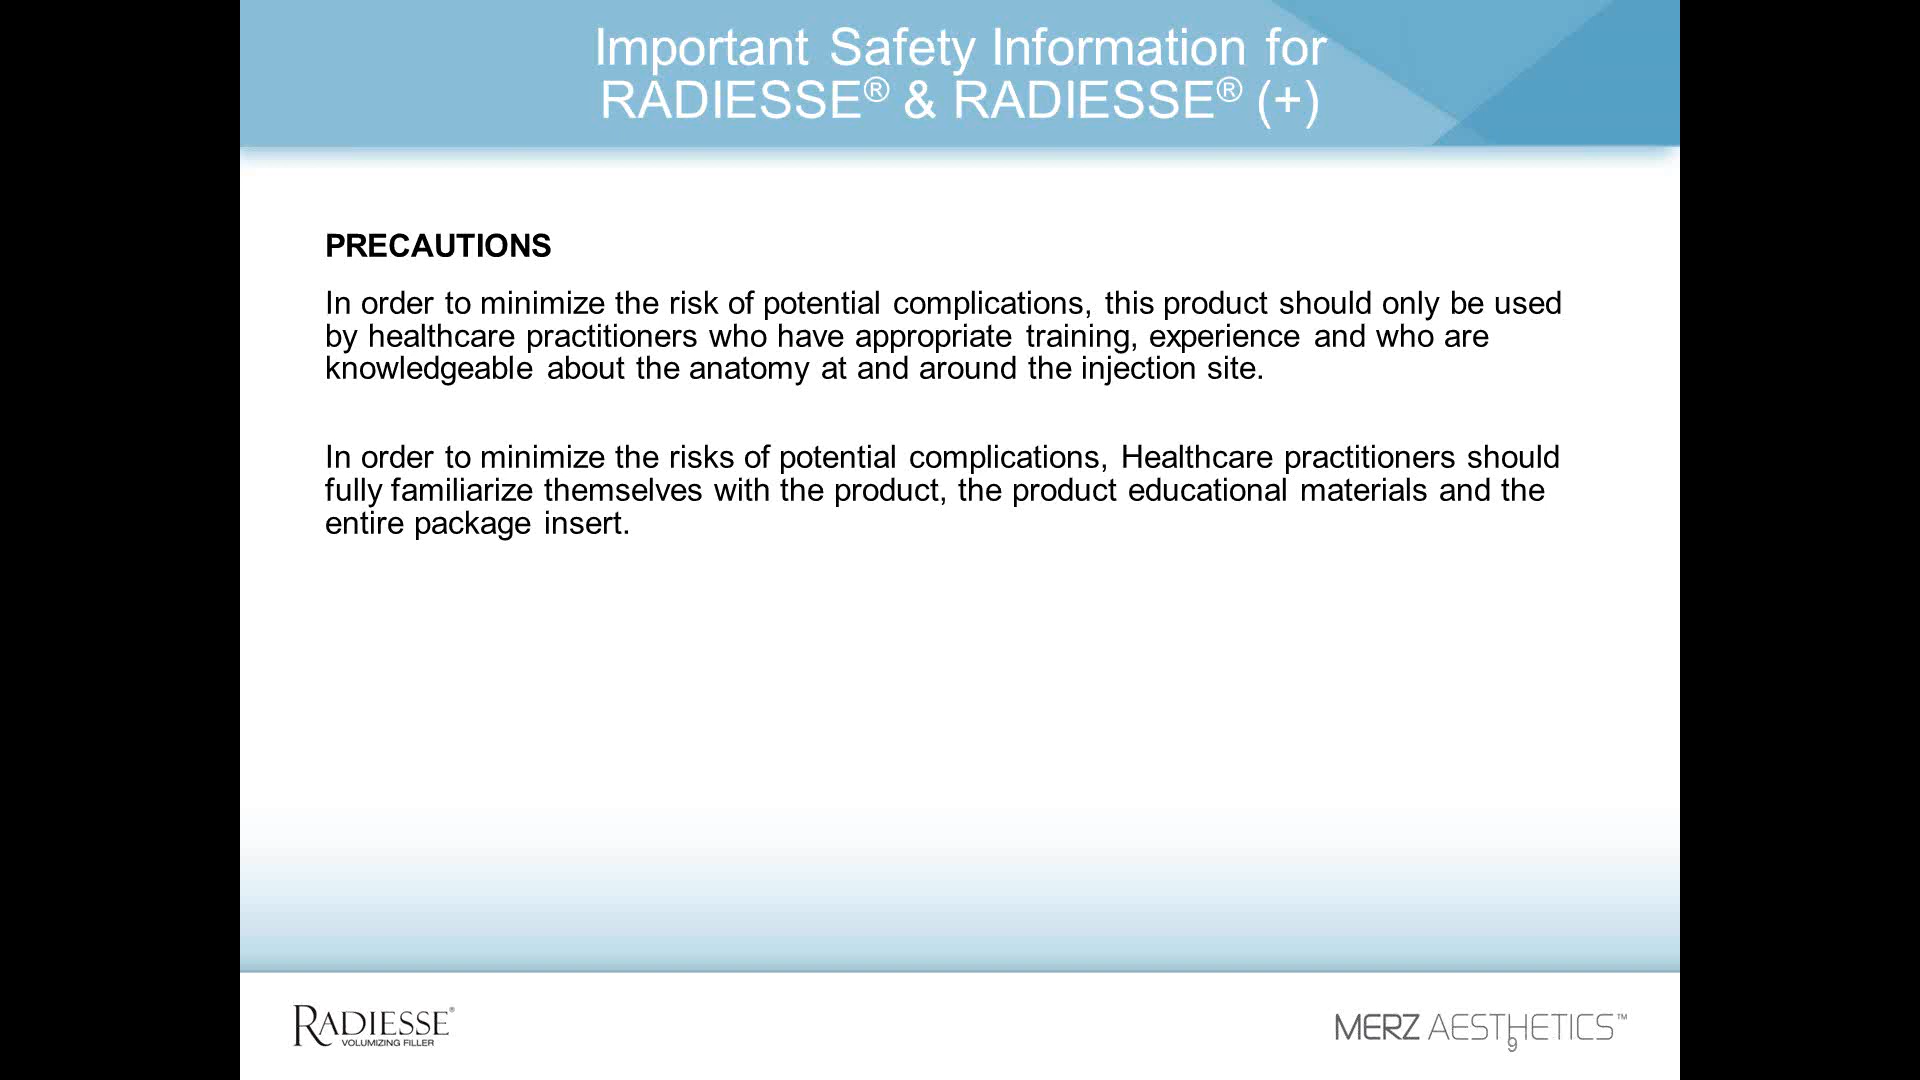 Important Safety Information for
RADIESSE® & RADIESSE® (+)
PRECAUTIONS
In order to minimize the risk of potential complications, this product should only be used
by healthcare practitioners who have appropriate training, experience and who are
knowledgeable about the anatomy at and around the injection site.
In order to minimize the risks of potential complications, Healthcare practitioners should
fully familiarize themselves with the product, the product educational materials and the
entire package insert.
RADIESSE®
VOLUMIZING FILLER
MERZ AESTHETICS™
9